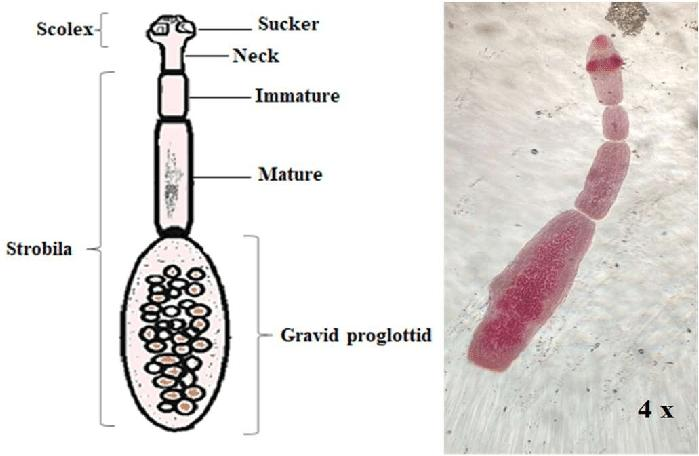 Scolex
Sucker
Neck
Immature
Mature
Strobila
Gravid proglottid
4 x